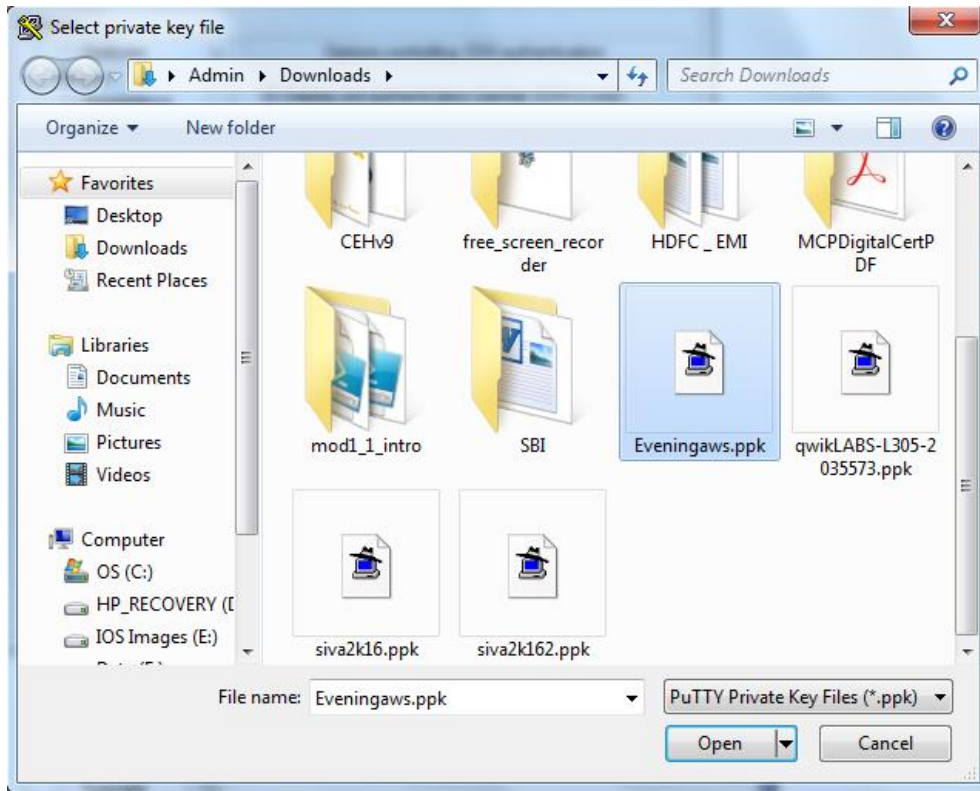 Select private key file
Admin Downloads
Search Downloads
Organize
New folder
Favorites
Desktop
Downloads
Recent Places
Libraries
Documents
Music
Pictures
Videos
Computer
OS (C:)
HP_RECOVERY (D
IOS Images (E:)
CEHv9
free_screen_recor
der
HDFC _ EMI
MCPDigitalCertP
DF
mod1_1_intro
SBI
Eveningaws.ppk
qwikLABS-L305-2
035573.ppk
siva2k16.ppk
siva2k162.ppk
File name: Eveningaws.ppk
PuTTY Private Key Files (*.ppk)
Open
Cancel